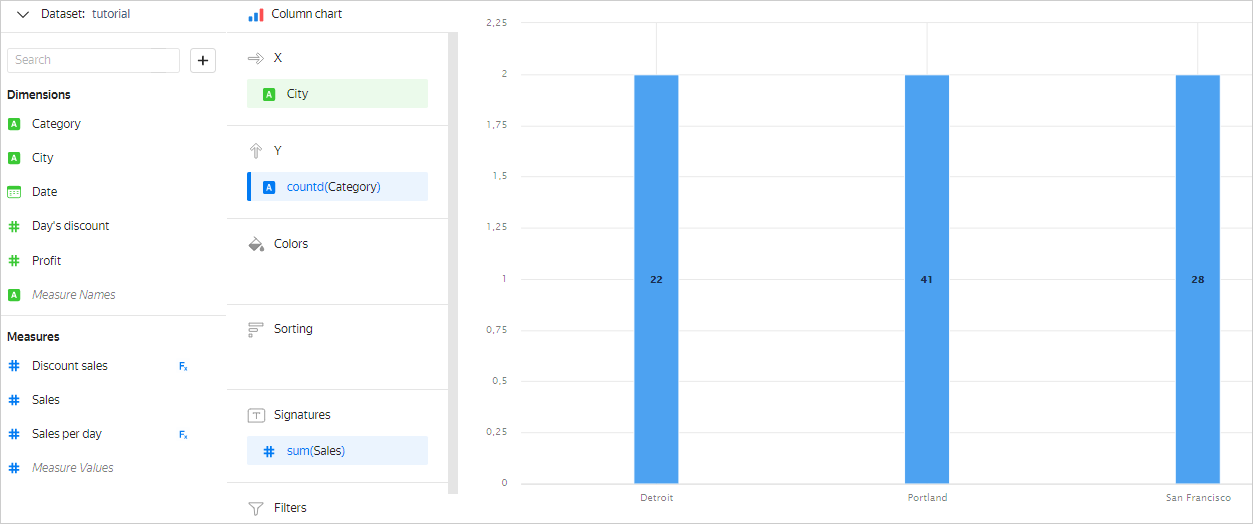 Dataset: tutorial
Search
+
Dimensions
A Category
A City
Date
# Day's discount
# Profit
A Measure Names
Measures
# Discount sales Fx
# Sales
# Sales per day Fx
# Measure Values
Column chart
X
A City
Y
A countd(Category)
Colors
Sorting
T Signatures
# sum(Sales)
Filters
2,25
2
1,75
1,5
1,25
1
0,75
0,5
0,25
0
22
41
28
Detroit
Portland
San Francisco